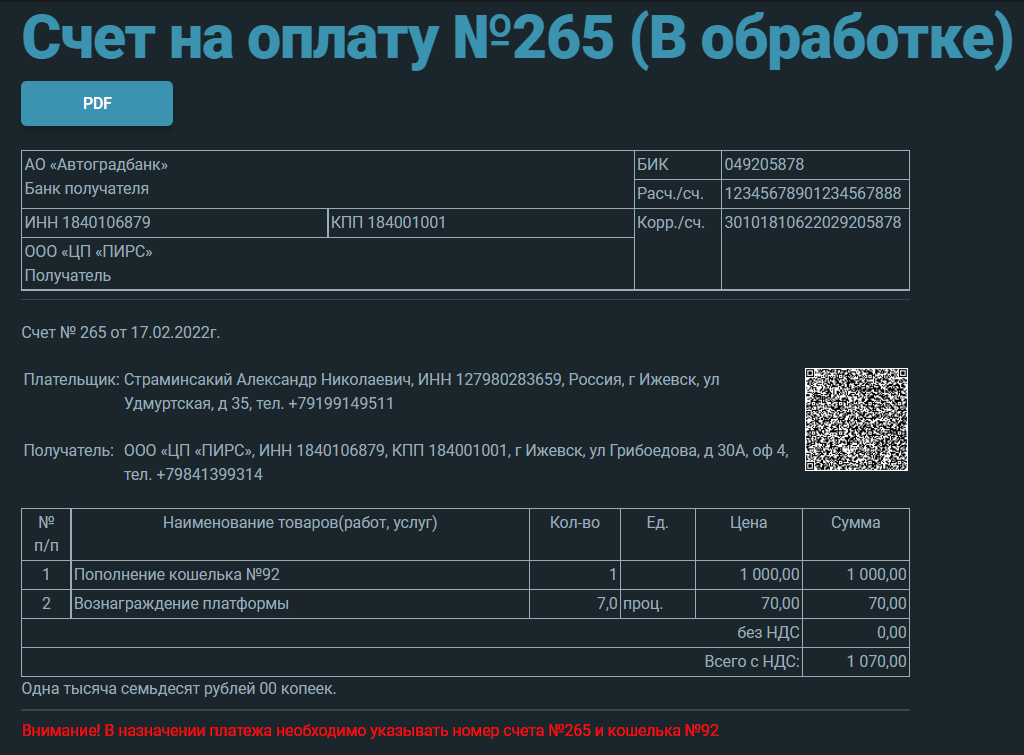 Счет на оплату №265 (В обработке)
PDF
АО «Автоградбанк»
Банк получателя
БИК 049205878
Расч./сч. 12345678901234567888
ИНН 1840106879 КПП 184001001 Корр./сч. 30101810622029205878
ООО «ЦП «ПИРС»
Получатель
Счет № 265 от 17.02.2022г.
Плательщик: Страминсакий Александр Николаевич, ИНН 127980283659, Россия, г Ижевск, ул
Удмуртская, д 35, тел. +79199149511
Получатель: ООО «ЦП «ПИРС», ИНН 1840106879, КПП 184001001, г Ижевск, ул Грибоедова, д 30А, оф 4,
тел. +79841399314
№ Наименование товаров(работ, услуг) Кол-во Ед. Цена Сумма
п/п
1 Пополнение кошелька №92 1 1 000,00 1 000,00
2 Вознаграждение платформы 7,0 проц. 70,00 70,00
без НДС 0,00
Всего с НДС: 1 070,00
Одна тысяча семьдесят рублей 00 копеек.
Внимание! В назначении платежа необходимо указывать номер счета №265 и кошелька №92